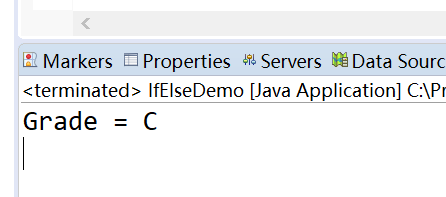 Markers Properties Servers Data Sourc
<terminated> IfElseDemo [Java Application] C:\Pr
Grade = C